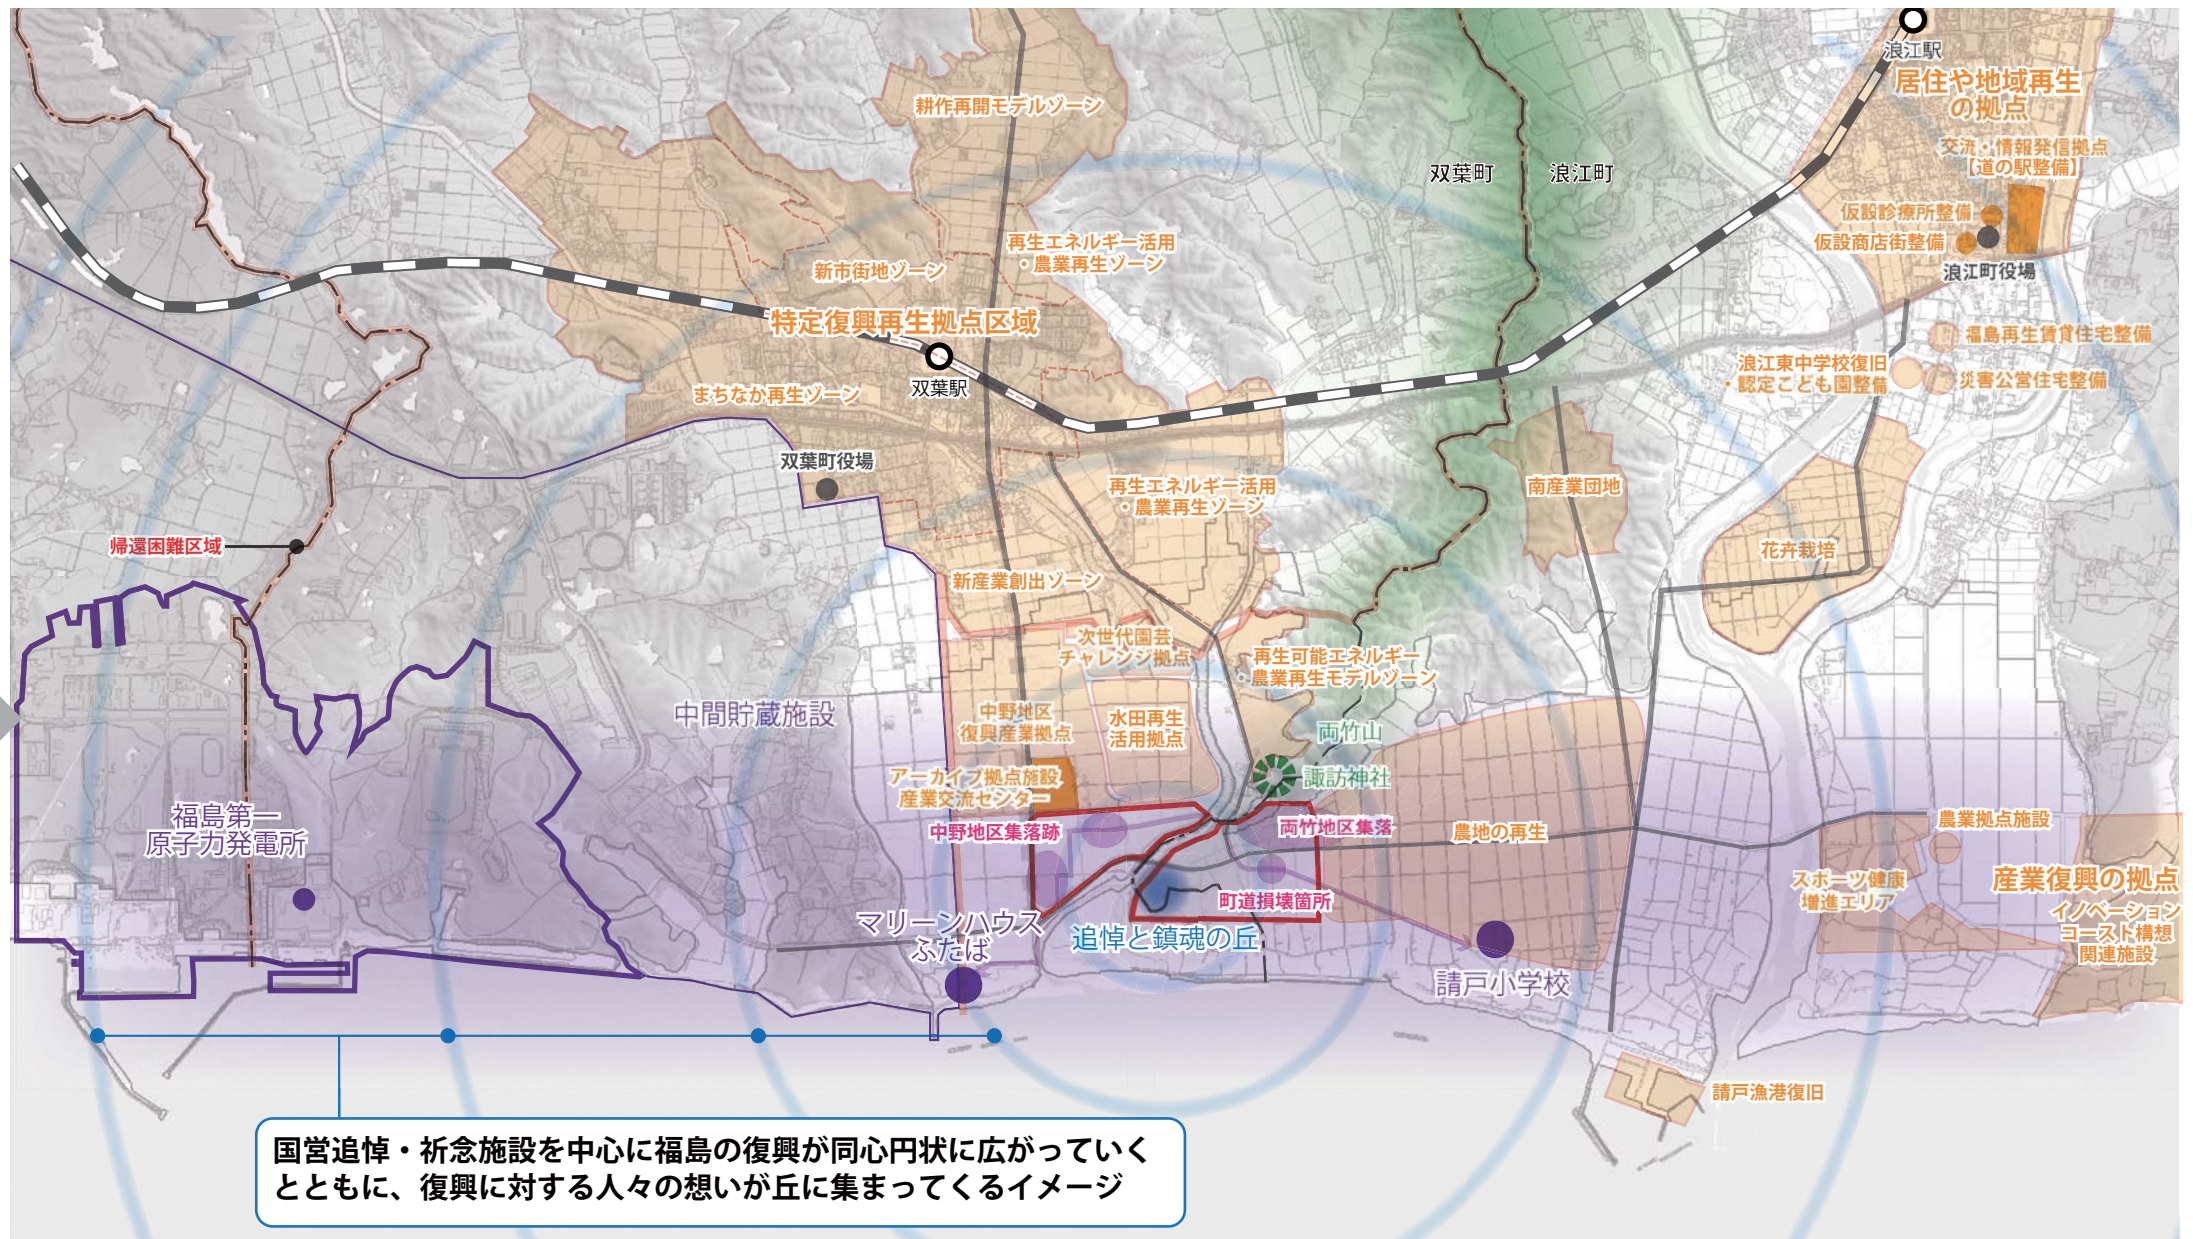 浪江駅
居住や地域再生
の拠点
耕作再開モデルゾーン
交流・情報発信拠点
【道の駅整備】
双葉町
浪江町
仮設診療所整備
仮設商店街整備
再生エネルギー活用
・農業再生ゾーン
新市街地ゾーン
浪江町役場
特定復興再生拠点区域
福島再生賃貸住宅整備
浪江東中学校復旧
・認定こども園整備
災害公営住宅整備
双葉駅
まちなか再生ゾーン
双葉町役場
再生エネルギー活用
・農業再生ゾーン
南産業団地
帰還困難区域
花卉栽培
新産業創出ゾーン
次世代園芸
チャレンジ拠点
再生可能エネルギー
・農業再生モデルゾーン
中間貯蔵施設
中野地区
復興産業拠点
水田再生
活用拠点
両竹山
アーカイブ拠点施設
産業交流センター
諏訪神社
福島第一
原子力発電所
中野地区集落跡
両竹地区集落
農地の再生
農業拠点施設
スポーツ健康
増進エリア
産業復興の拠点
イノベーション
コースト構想
関連施設
町道損壊箇所
マリーンハウス
ふたば
追悼と鎮魂の丘
請戸小学校
請戸漁港復旧
国営追悼・祈念施設を中心に福島の復興が同心円状に広がっていく
とともに、復興に対する人々の想いが丘に集まってくるイメージ